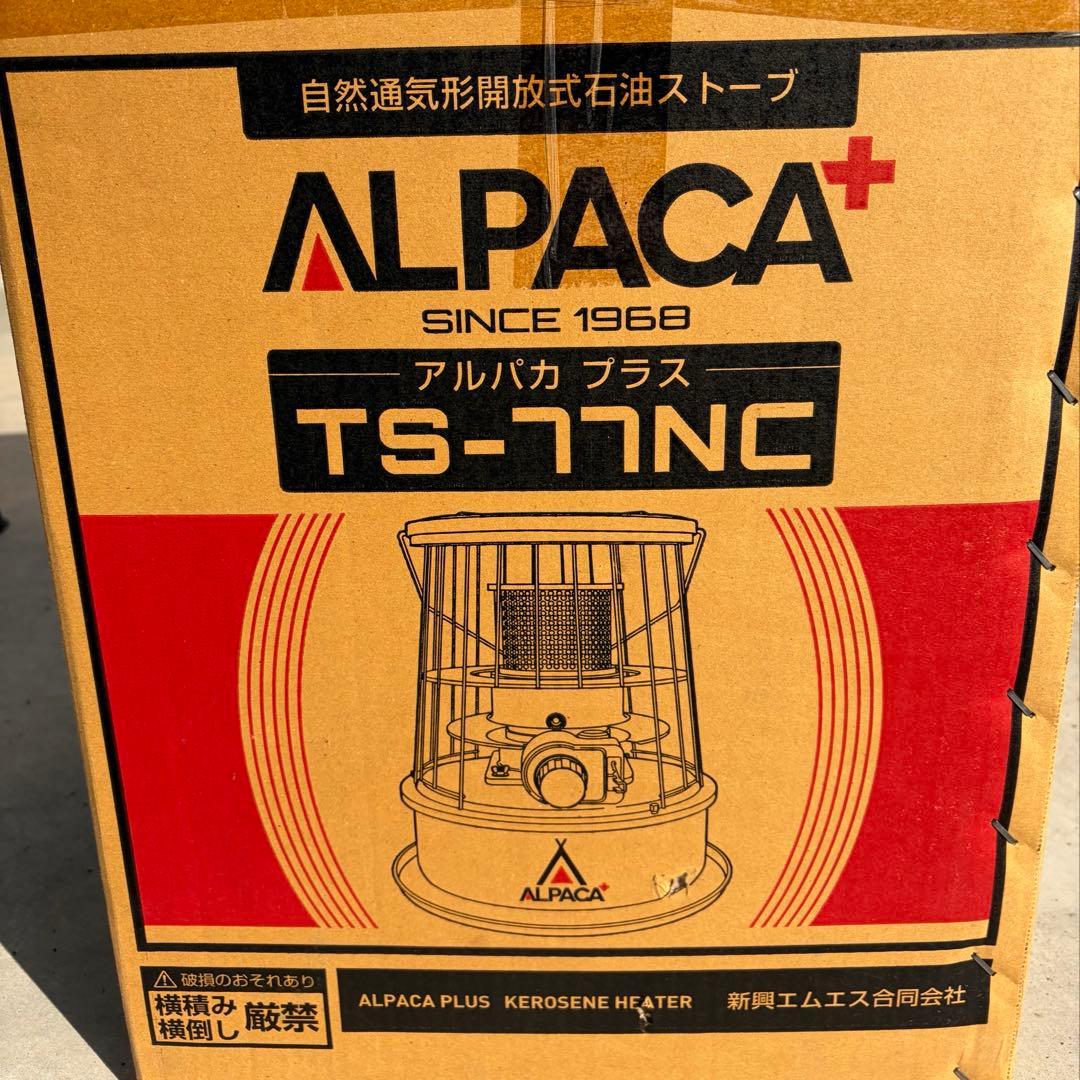 自然通気形開放式石油ストーブ
ALPACA+
SINCE 1968
アルパカ プラス
TS-77NC
ALPACA+
破損のおそれあり
横積み
横倒し
厳禁
ALPACA PLUS KEROSENE HEATER 新興エムエス合同会社